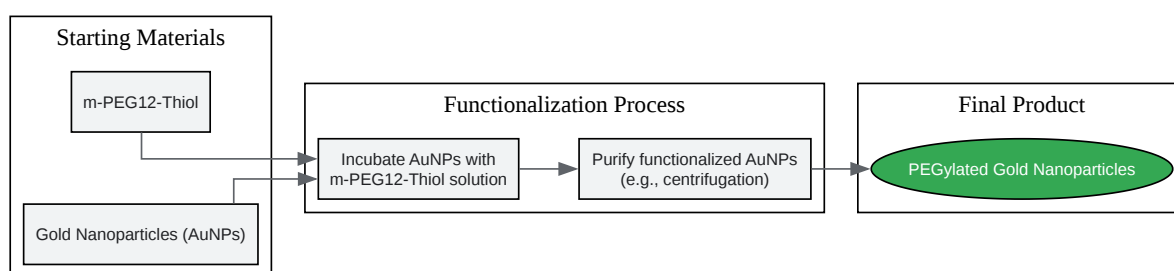 Starting Materials
m-PEG12-Thiol
Gold Nanoparticles (AuNPs)
Functionalization Process
Incubate AuNPs with
m-PEG12-Thiol solution
Purify functionalized AuNPs
(e.g., centrifugation)
Final Product
PEGylated Gold Nanoparticles